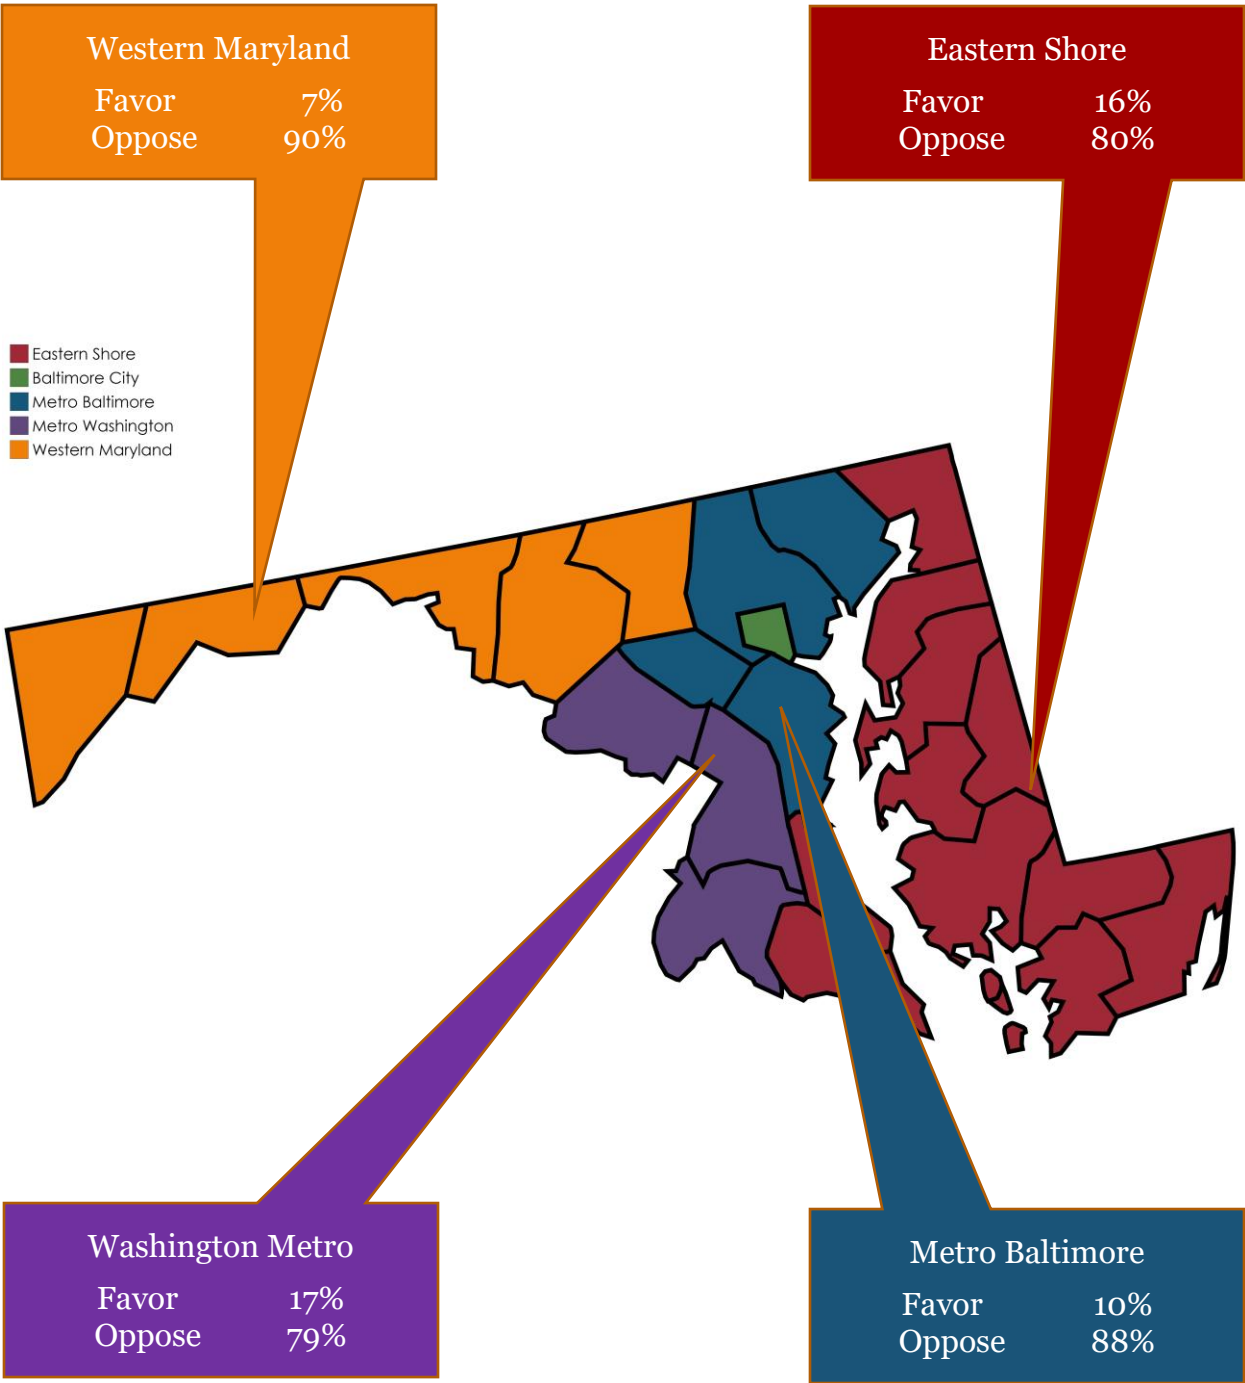 Western Maryland
Favor 7%
Oppose 90%
Eastern Shore
Favor 16%
Oppose 80%
Eastern Shore
Baltimore City
Metro Baltimore
Metro Washington
Western Maryland
Washington Metro
Favor 17%
Oppose 79%
Metro Baltimore
Favor 10%
Oppose 88%